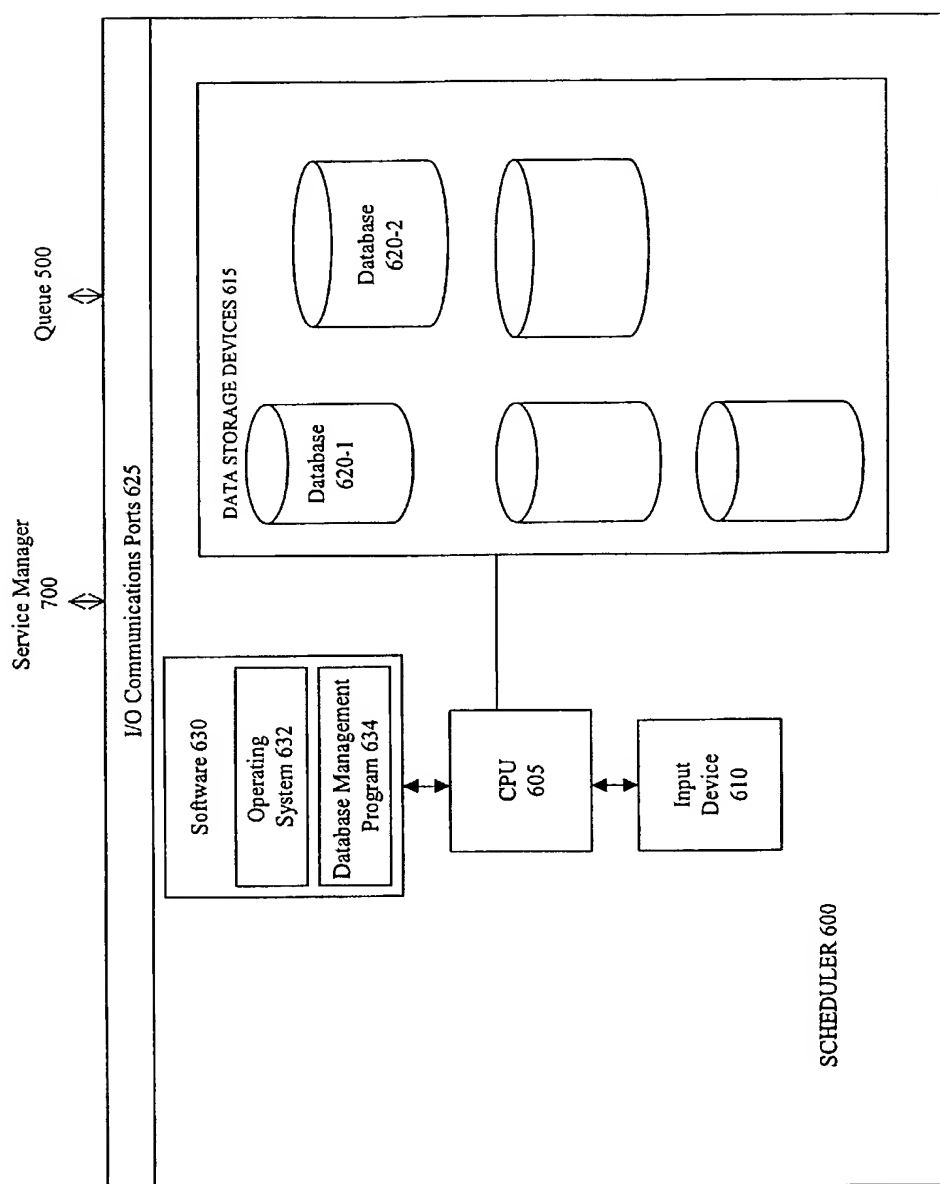 Service Manager
700
Queue 500
I/O Communications Ports 625
Software 630
Operating
System 632
Database Management
Program 634
CPU
605
Input
Device
610
DATA STORAGE DEVICES 615
Database
620-1
Database
620-2
SCHEDULER 600